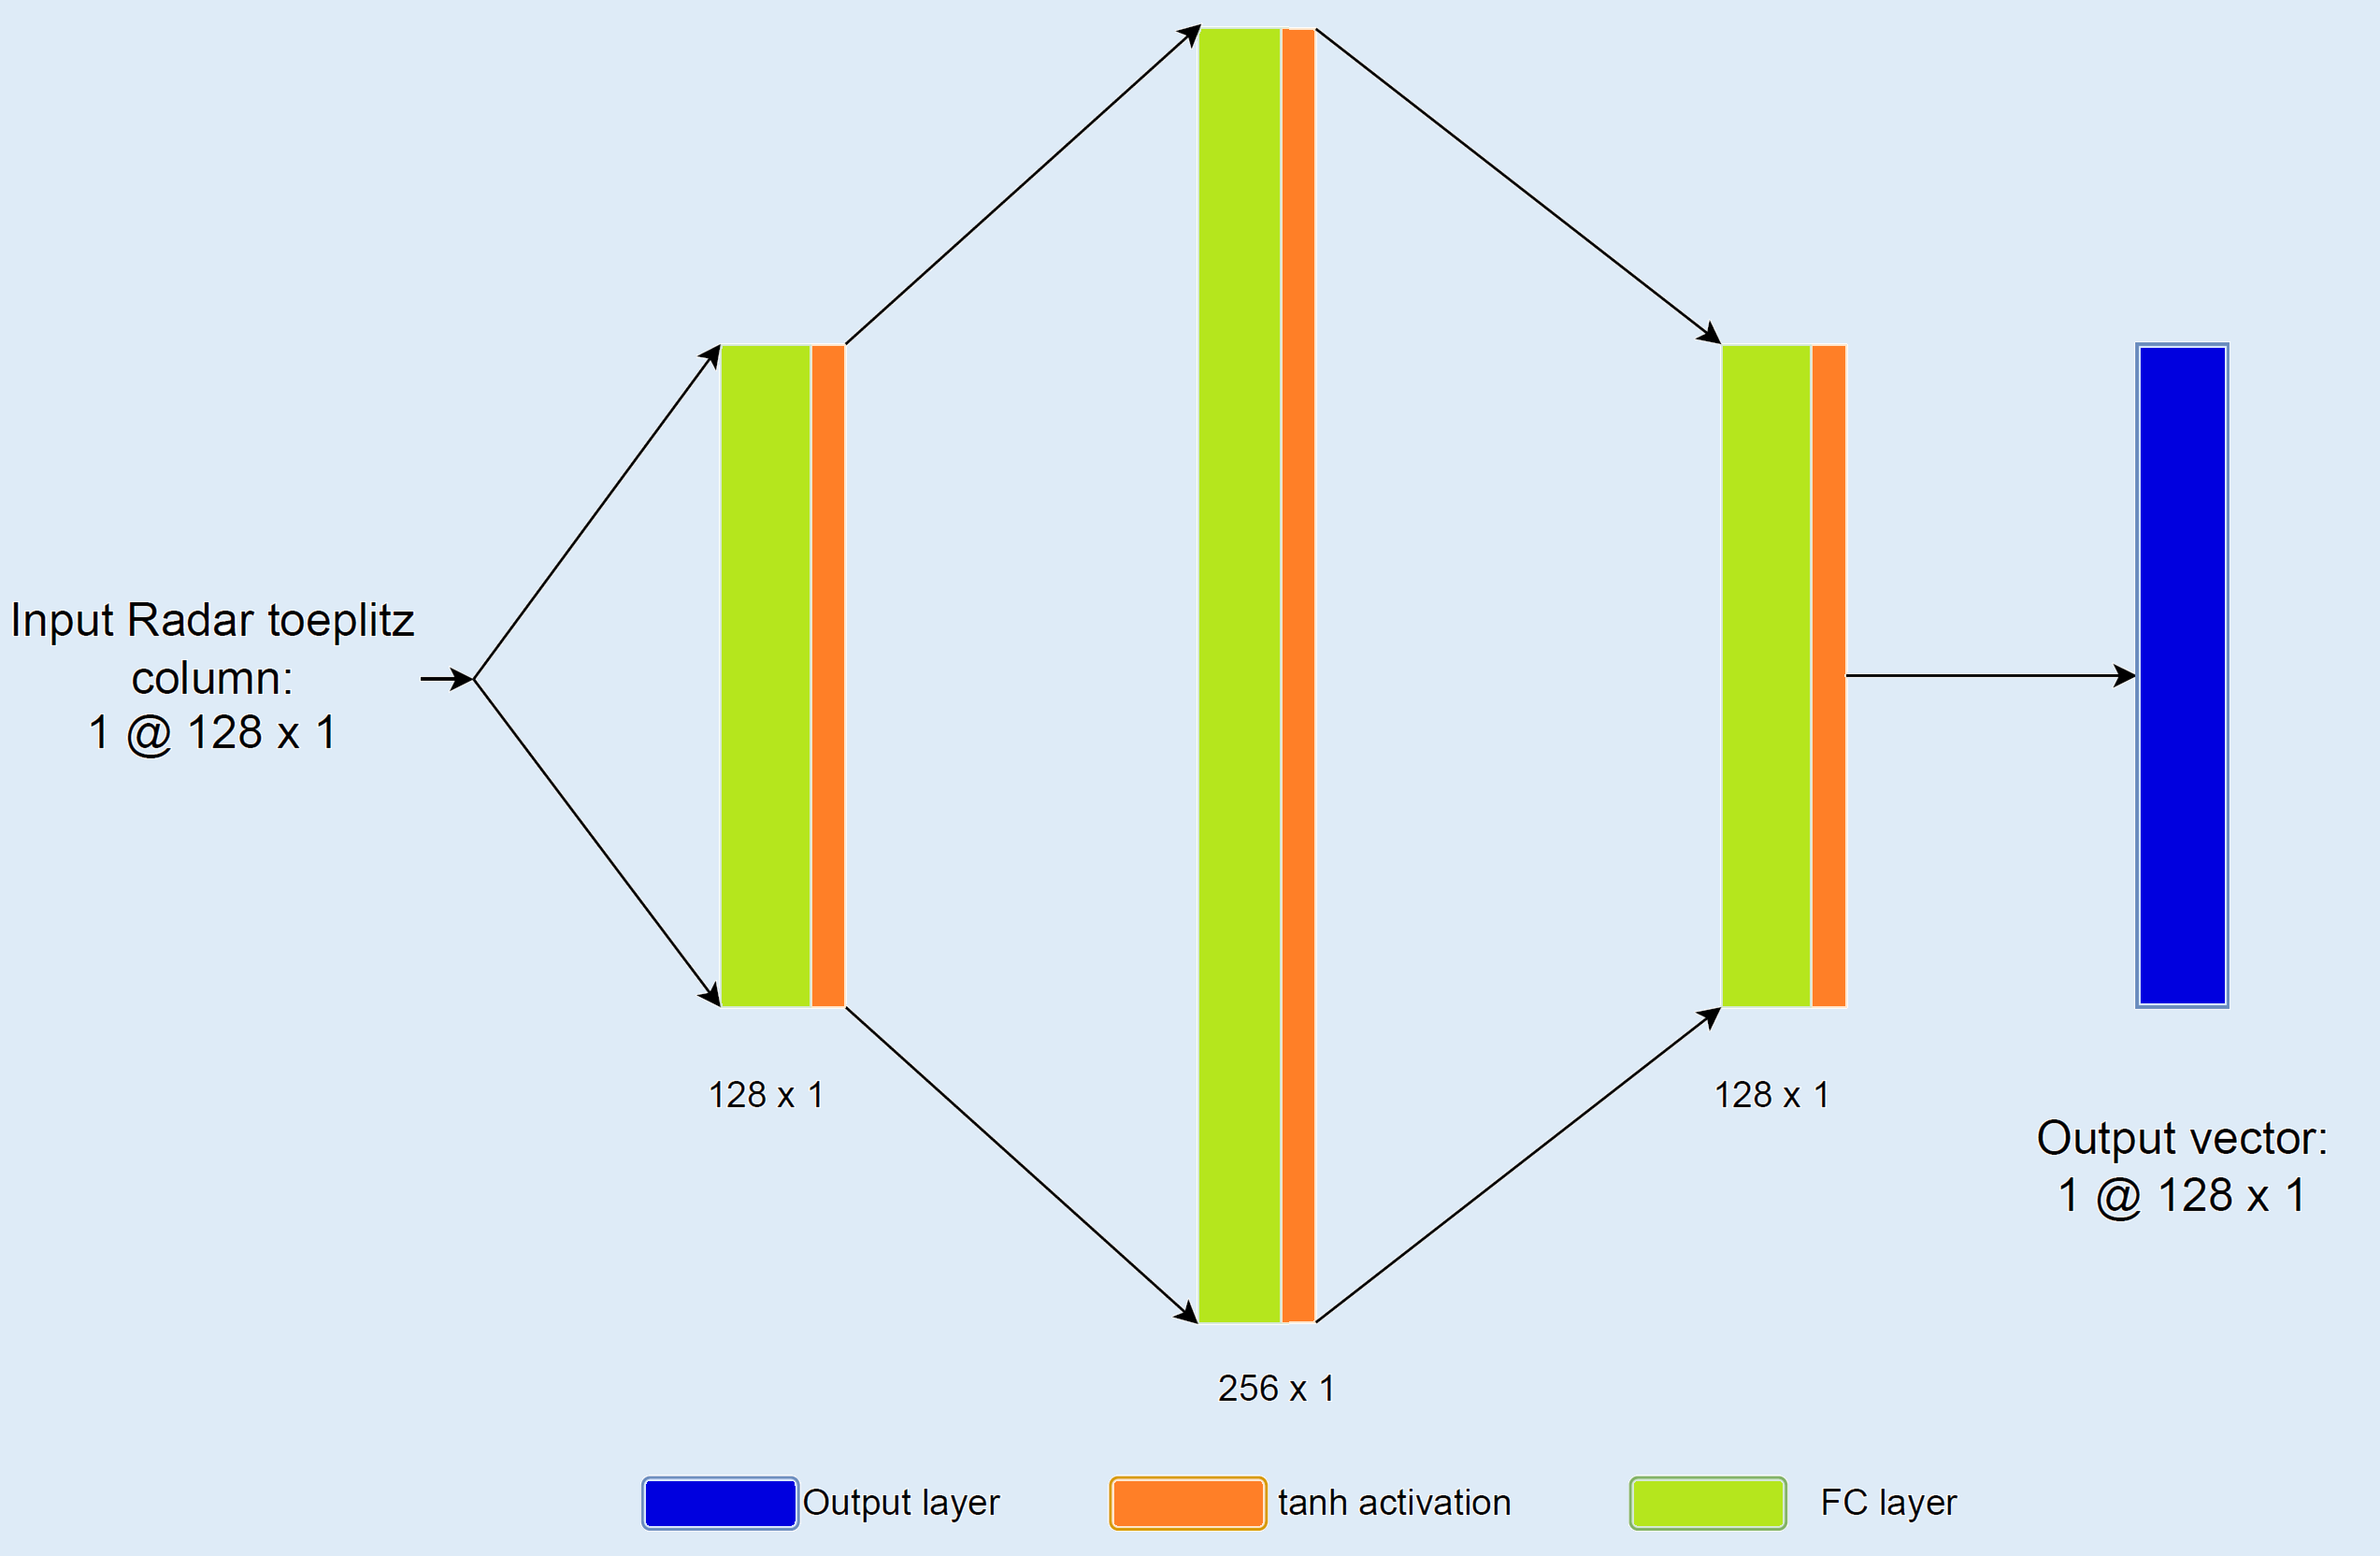 Input Radar toeplitz
column:
1 @ 128 x 1
128 x 1
256 x 1
128 x 1
Output vector:
1 @ 128 x 1
Output layer
tanh activation
FC layer